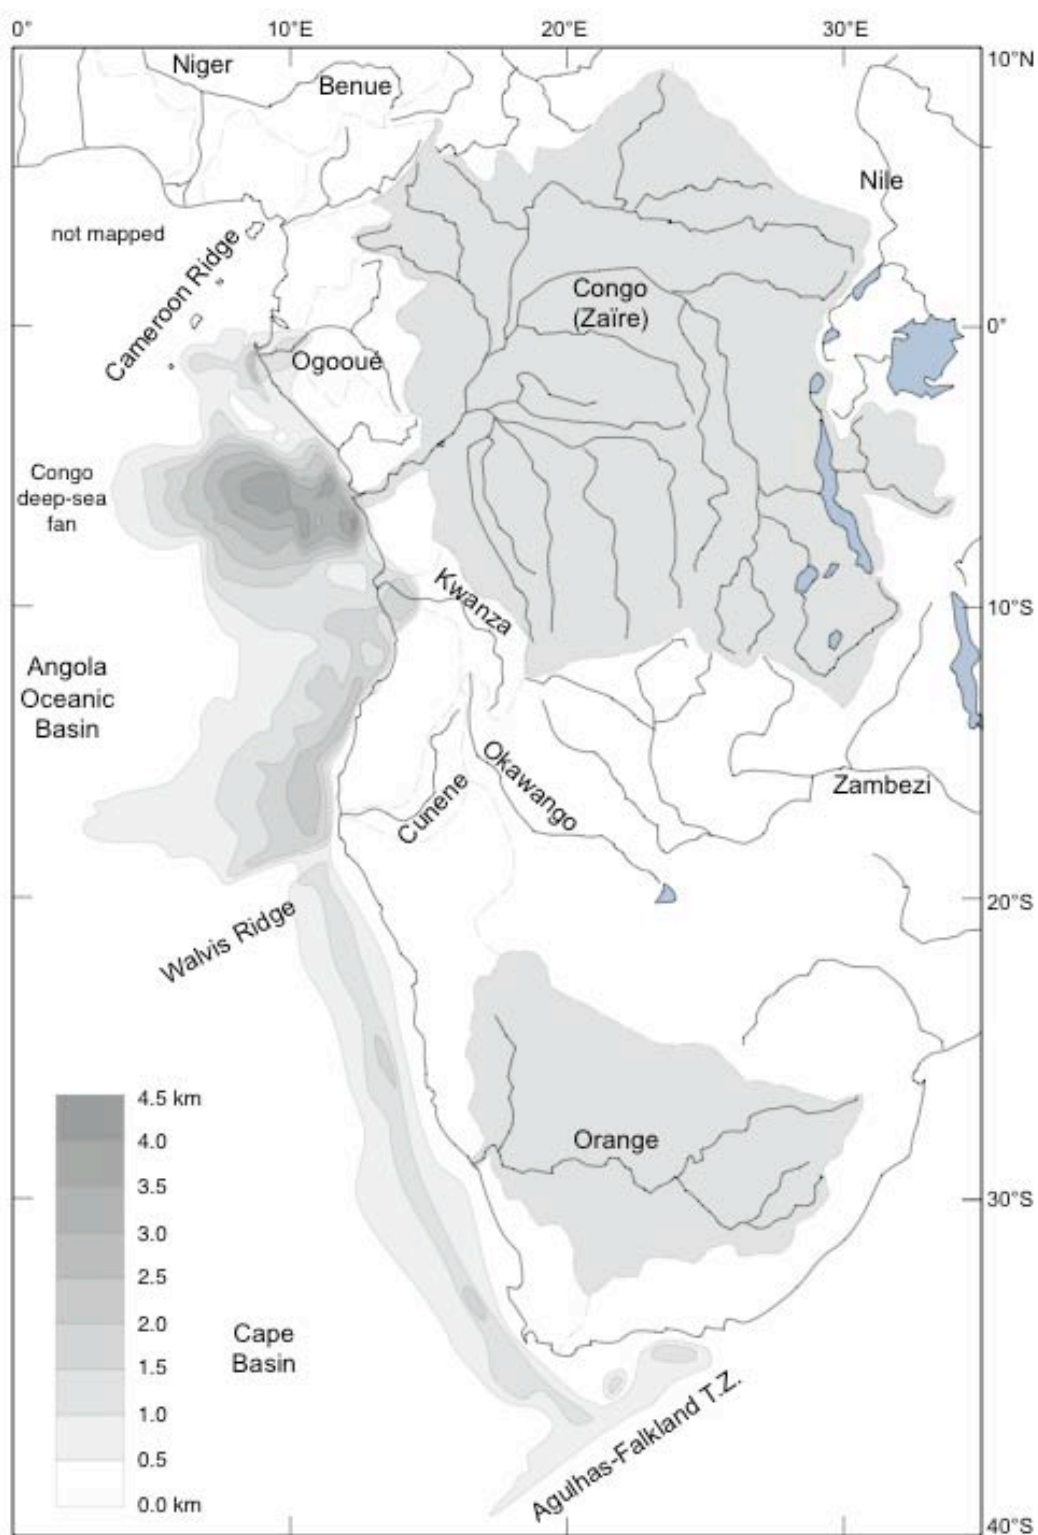 0°
10°E
20°E
30°E
10°N
Niger
Benue
Nile
not mapped
Cameroon Ridge
Congo
(Zaïre)
0°
Ogooué
Congo
deep-sea
fan
Kwanza
10°S
Angola
Oceanic
Basin
Okawango
Cunene
Zambezi
20°S
Walvis Ridge
4.5 km
4.0
3.5
3.0
2.5
2.0
1.5
1.0
0.5
0.0 km
Orange
30°S
Cape
Basin
Agulhas-Falkland T.Z.
40°S